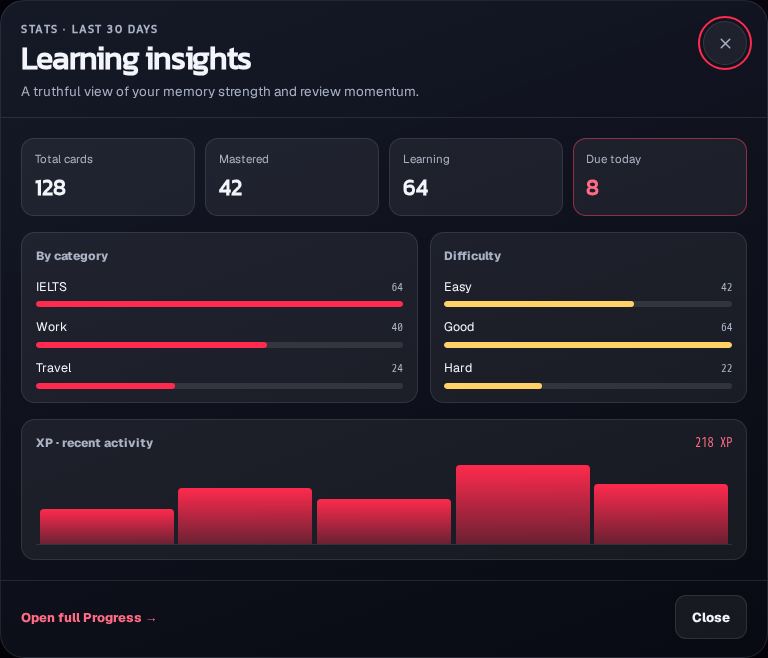 STATS · LAST 30 DAYS
Learning insights
A truthful view of your memory strength and review momentum.
Total cards
128
Mastered
42
Learning
64
Due today
8
By category
IELTS 64
Work 40
Travel 24
Difficulty
Easy 42
Good 64
Hard 22
XP · recent activity 218 XP
Open full Progress →
Close